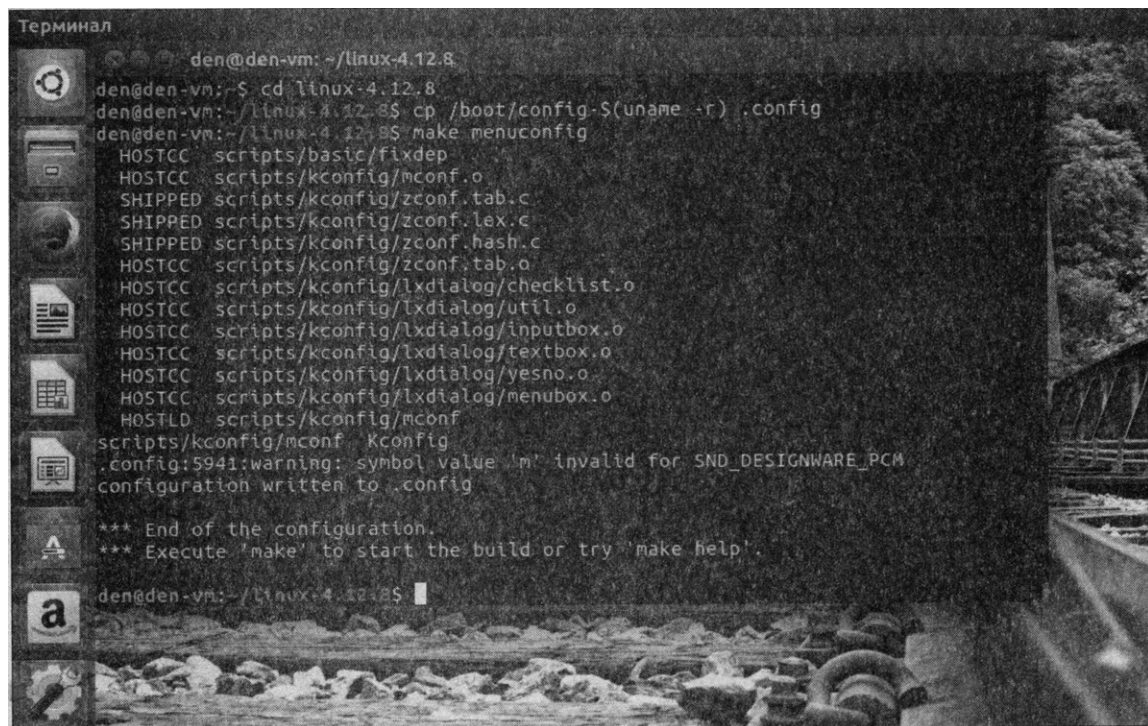 Терминал
den@den-vm: ~/linux-4.12.8
den@den-vm:~$ cd linux-4.12.8
den@den-vm:~/linux-4.12.8$ cp /boot/config-$(uname -r) .config
den@den-vm:~/linux-4.12.8$ make menuconfig
HOSTCC scripts/basic/fixdep
HOSTCC scripts/kconfig/mconf.o
SHIPPED scripts/kconfig/zconf.tab.c
SHIPPED scripts/kconfig/zconf.lex.c
SHIPPED scripts/kconfig/zconf.hash.c
HOSTCC scripts/kconfig/zconf.tab.o
HOSTCC scripts/kconfig/lxdialog/checklist.o
HOSTCC scripts/kconfig/lxdialog/util.o
HOSTCC scripts/kconfig/lxdialog/inputbox.o
HOSTCC scripts/kconfig/lxdialog/textbox.o
HOSTCC scripts/kconfig/lxdialog/yesno.o
HOSTCC scripts/kconfig/lxdialog/menubox.o
HOSTLD scripts/kconfig/mconf
scripts/kconfig/mconf Kconfig
.config:5941:warning: symbol value 'm' invalid for SND_DESIGNWARE_PCM
configuration written to .config
*** End of the configuration.
*** Execute 'make' to start the build or try 'make help'.
den@den-vm:~/linux-4.12.8$
a